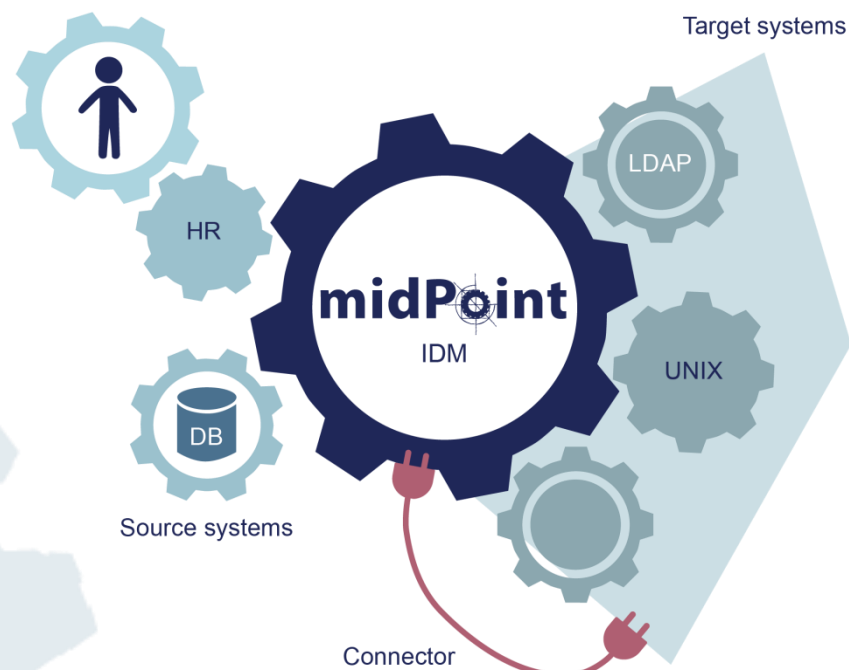 Target systems
LDAP
HR
midPoint
IDM
UNIX
DB
Source systems
Connector